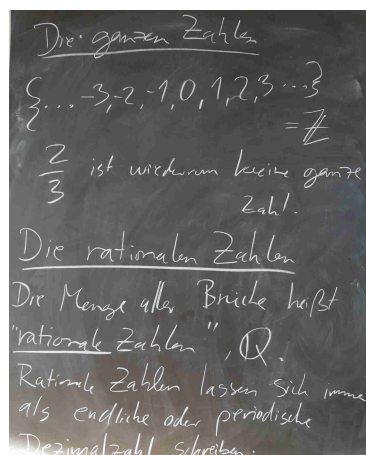 Die ganzen Zahlen
{... -3, -2, -1, 0, 1, 2, 3 ...}
= ℤ
2/3 ist wiederum keine ganze
Zahl.
Die rationalen Zahlen
Die Menge aller Brüche heißt
"rationale Zahlen", ℚ.
Rationale Zahlen lassen sich immer
als endliche oder periodische
Dezimalzahl schreiben: